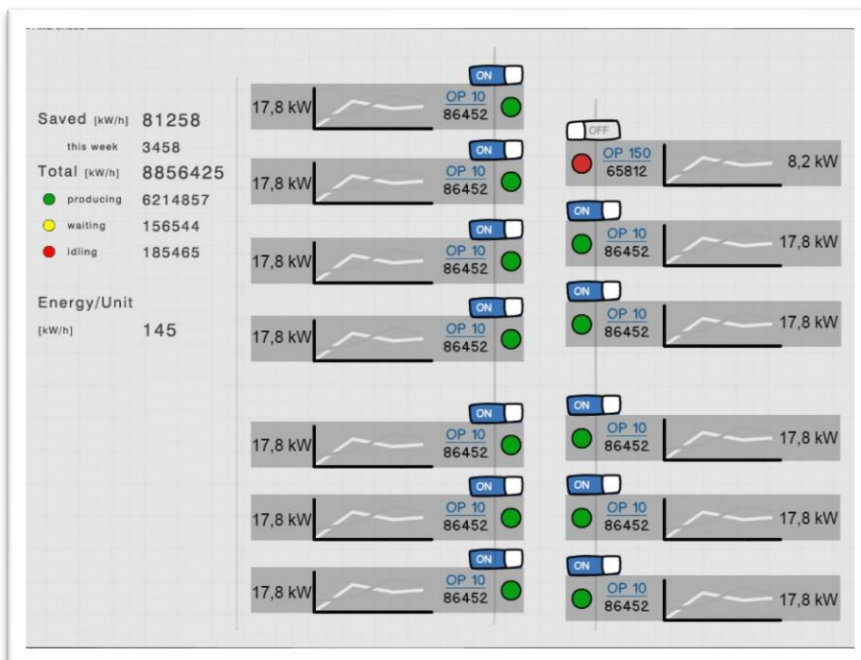 Saved [kW/h] 81258
this week 3458
Total [kW/h] 8856425
producing 6214857
waiting 156544
idling 185465
Energy/Unit
[kW/h] 145
ON
17,8 kW OP 10
86452
ON
17,8 kW OP 10
86452
ON
17,8 kW OP 10
86452
ON
17,8 kW OP 10
86452
ON
17,8 kW OP 10
86452
ON
17,8 kW OP 10
86452
ON
17,8 kW OP 10
86452
OFF
OP 150 8,2 kW
65812
ON
OP 10 17,8 kW
86452
ON
OP 10 17,8 kW
86452
ON
OP 10 17,8 kW
86452
ON
OP 10 17,8 kW
86452
ON
OP 10 17,8 kW
86452